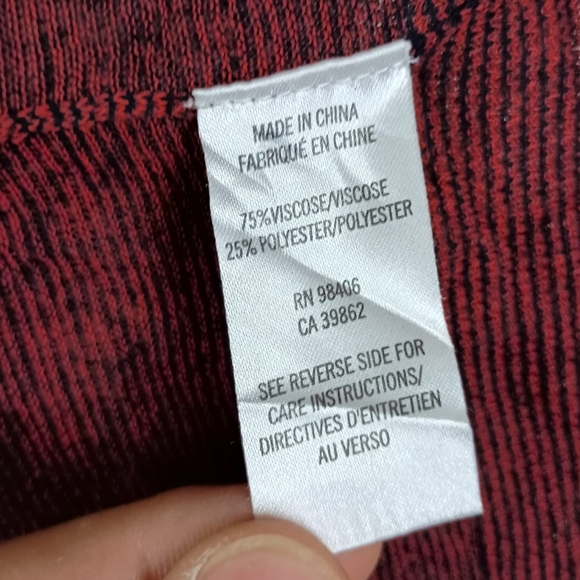 MADE IN CHINA
FABRIQUÉ EN CHINE
75%VISCOSE/VISCOSE
25% POLYESTER/POLYESTER
RN 98406
CA 39862
SEE REVERSE SIDE FOR
CARE INSTRUCTIONS/
DIRECTIVES D'ENTRETIEN
AU VERSO